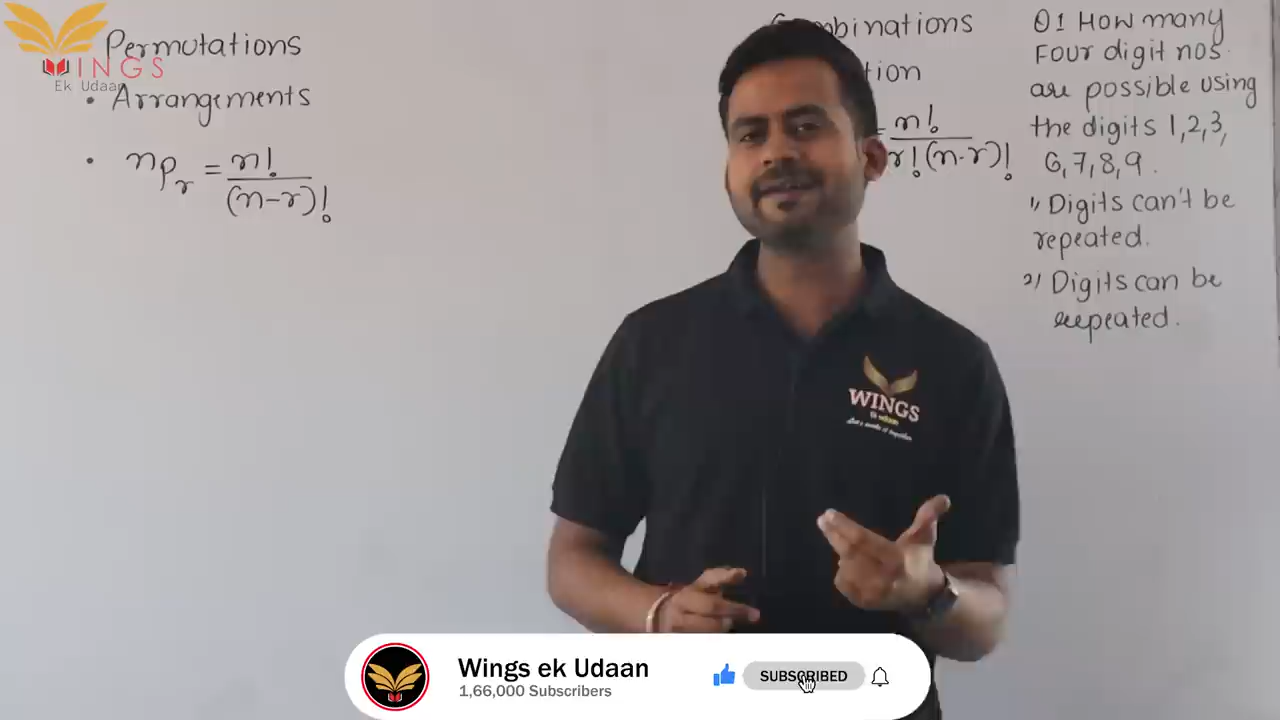 Permutations
WINGS
Ek Udaan
• Arrangements
• nPr = n!
(n-r)!
= n!
r!(n-r)!
Q1 How many
Four digit nos
are possible using
the digits 1,2,3,
6,7,8,9.
1) Digits can't be
repeated.
2) Digits can be
repeated.
WINGS
Wings ek Udaan
1,66,000 Subscribers
SUBSCRIBED